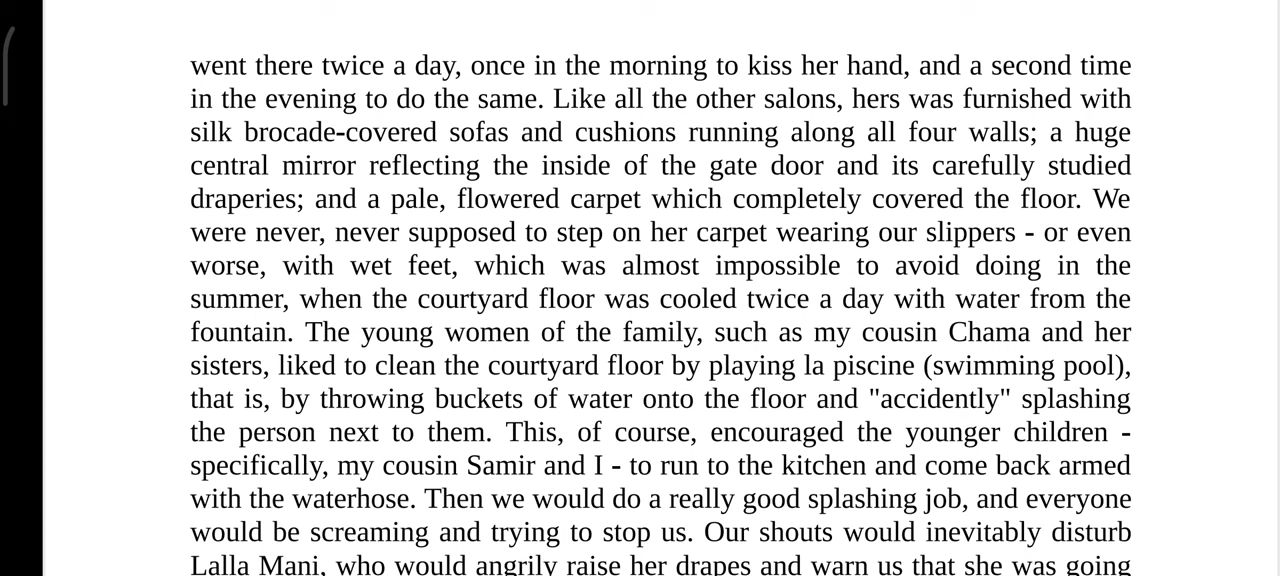 went there twice a day, once in the morning to kiss her hand, and a second time
in the evening to do the same. Like all the other salons, hers was furnished with
silk brocade-covered sofas and cushions running along all four walls; a huge
central mirror reflecting the inside of the gate door and its carefully studied
draperies; and a pale, flowered carpet which completely covered the floor. We
were never, never supposed to step on her carpet wearing our slippers - or even
worse, with wet feet, which was almost impossible to avoid doing in the
summer, when the courtyard floor was cooled twice a day with water from the
fountain. The young women of the family, such as my cousin Chama and her
sisters, liked to clean the courtyard floor by playing la piscine (swimming pool),
that is, by throwing buckets of water onto the floor and "accidently" splashing
the person next to them. This, of course, encouraged the younger children -
specifically, my cousin Samir and I - to run to the kitchen and come back armed
with the waterhose. Then we would do a really good splashing job, and everyone
would be screaming and trying to stop us. Our shouts would inevitably disturb
Lalla Mani, who would angrily raise her drapes and warn us that she was going